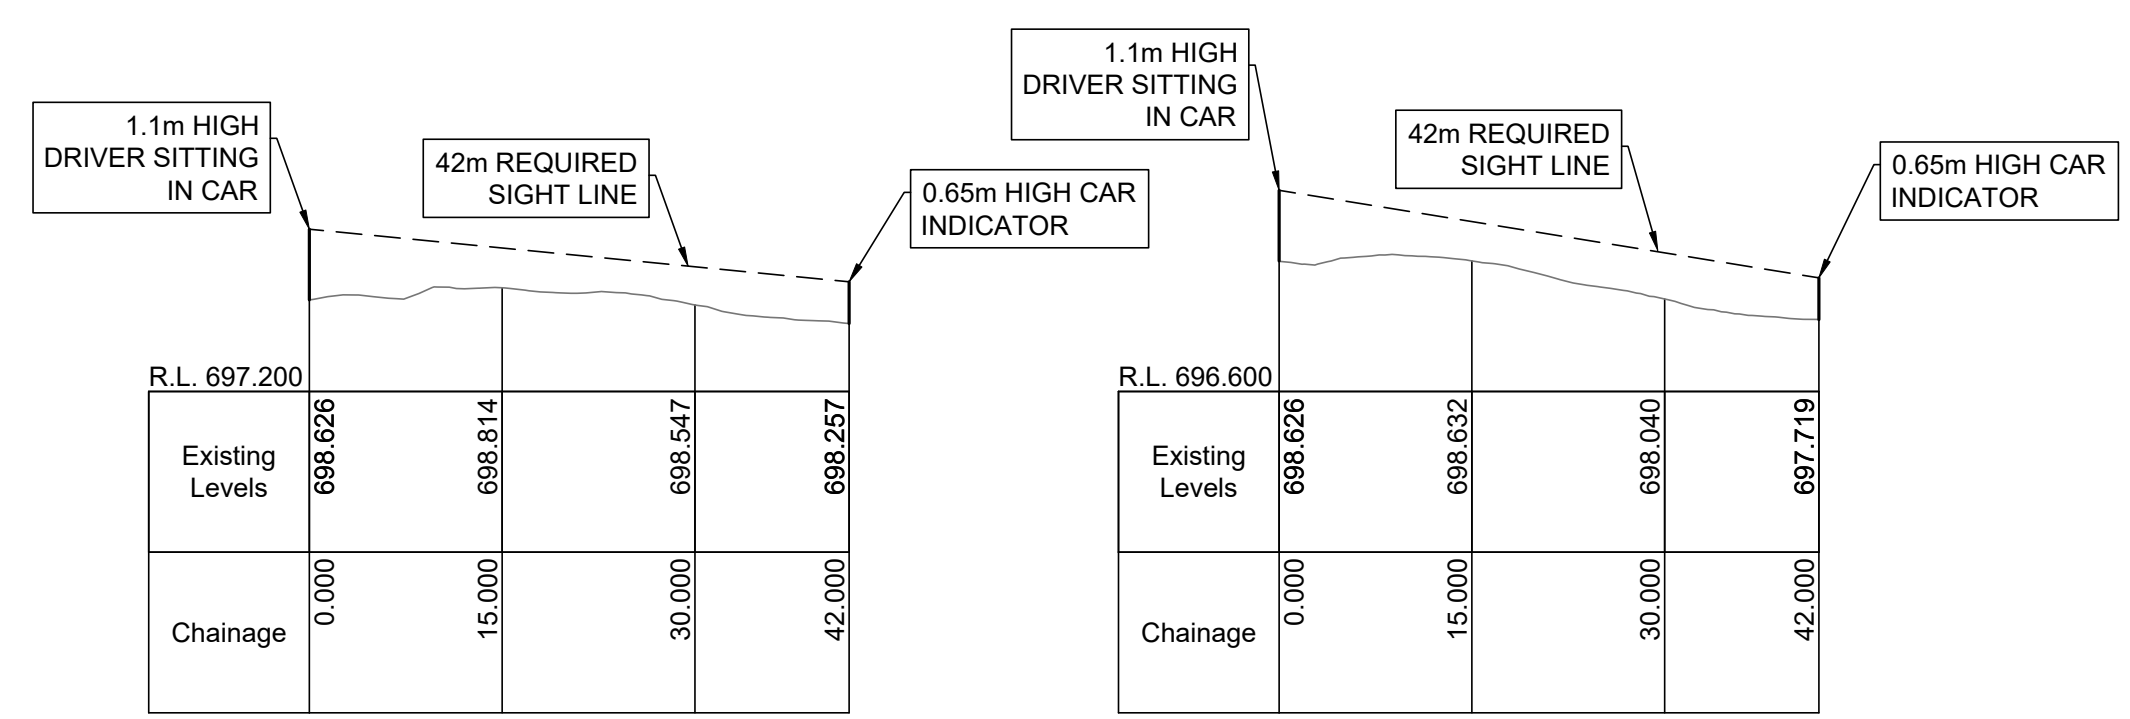 1.1m HIGH
DRIVER SITTING
IN CAR
42m REQUIRED
SIGHT LINE
0.65m HIGH CAR
INDICATOR
R.L. 697.200
Existing
Levels
698.626
698.814
698.547
698.257
Chainage
0.000
15.000
30.000
42.000
1.1m HIGH
DRIVER SITTING
IN CAR
42m REQUIRED
SIGHT LINE
0.65m HIGH CAR
INDICATOR
R.L. 696.600
Existing
Levels
698.626
698.632
698.040
697.719
Chainage
0.000
15.000
30.000
42.000